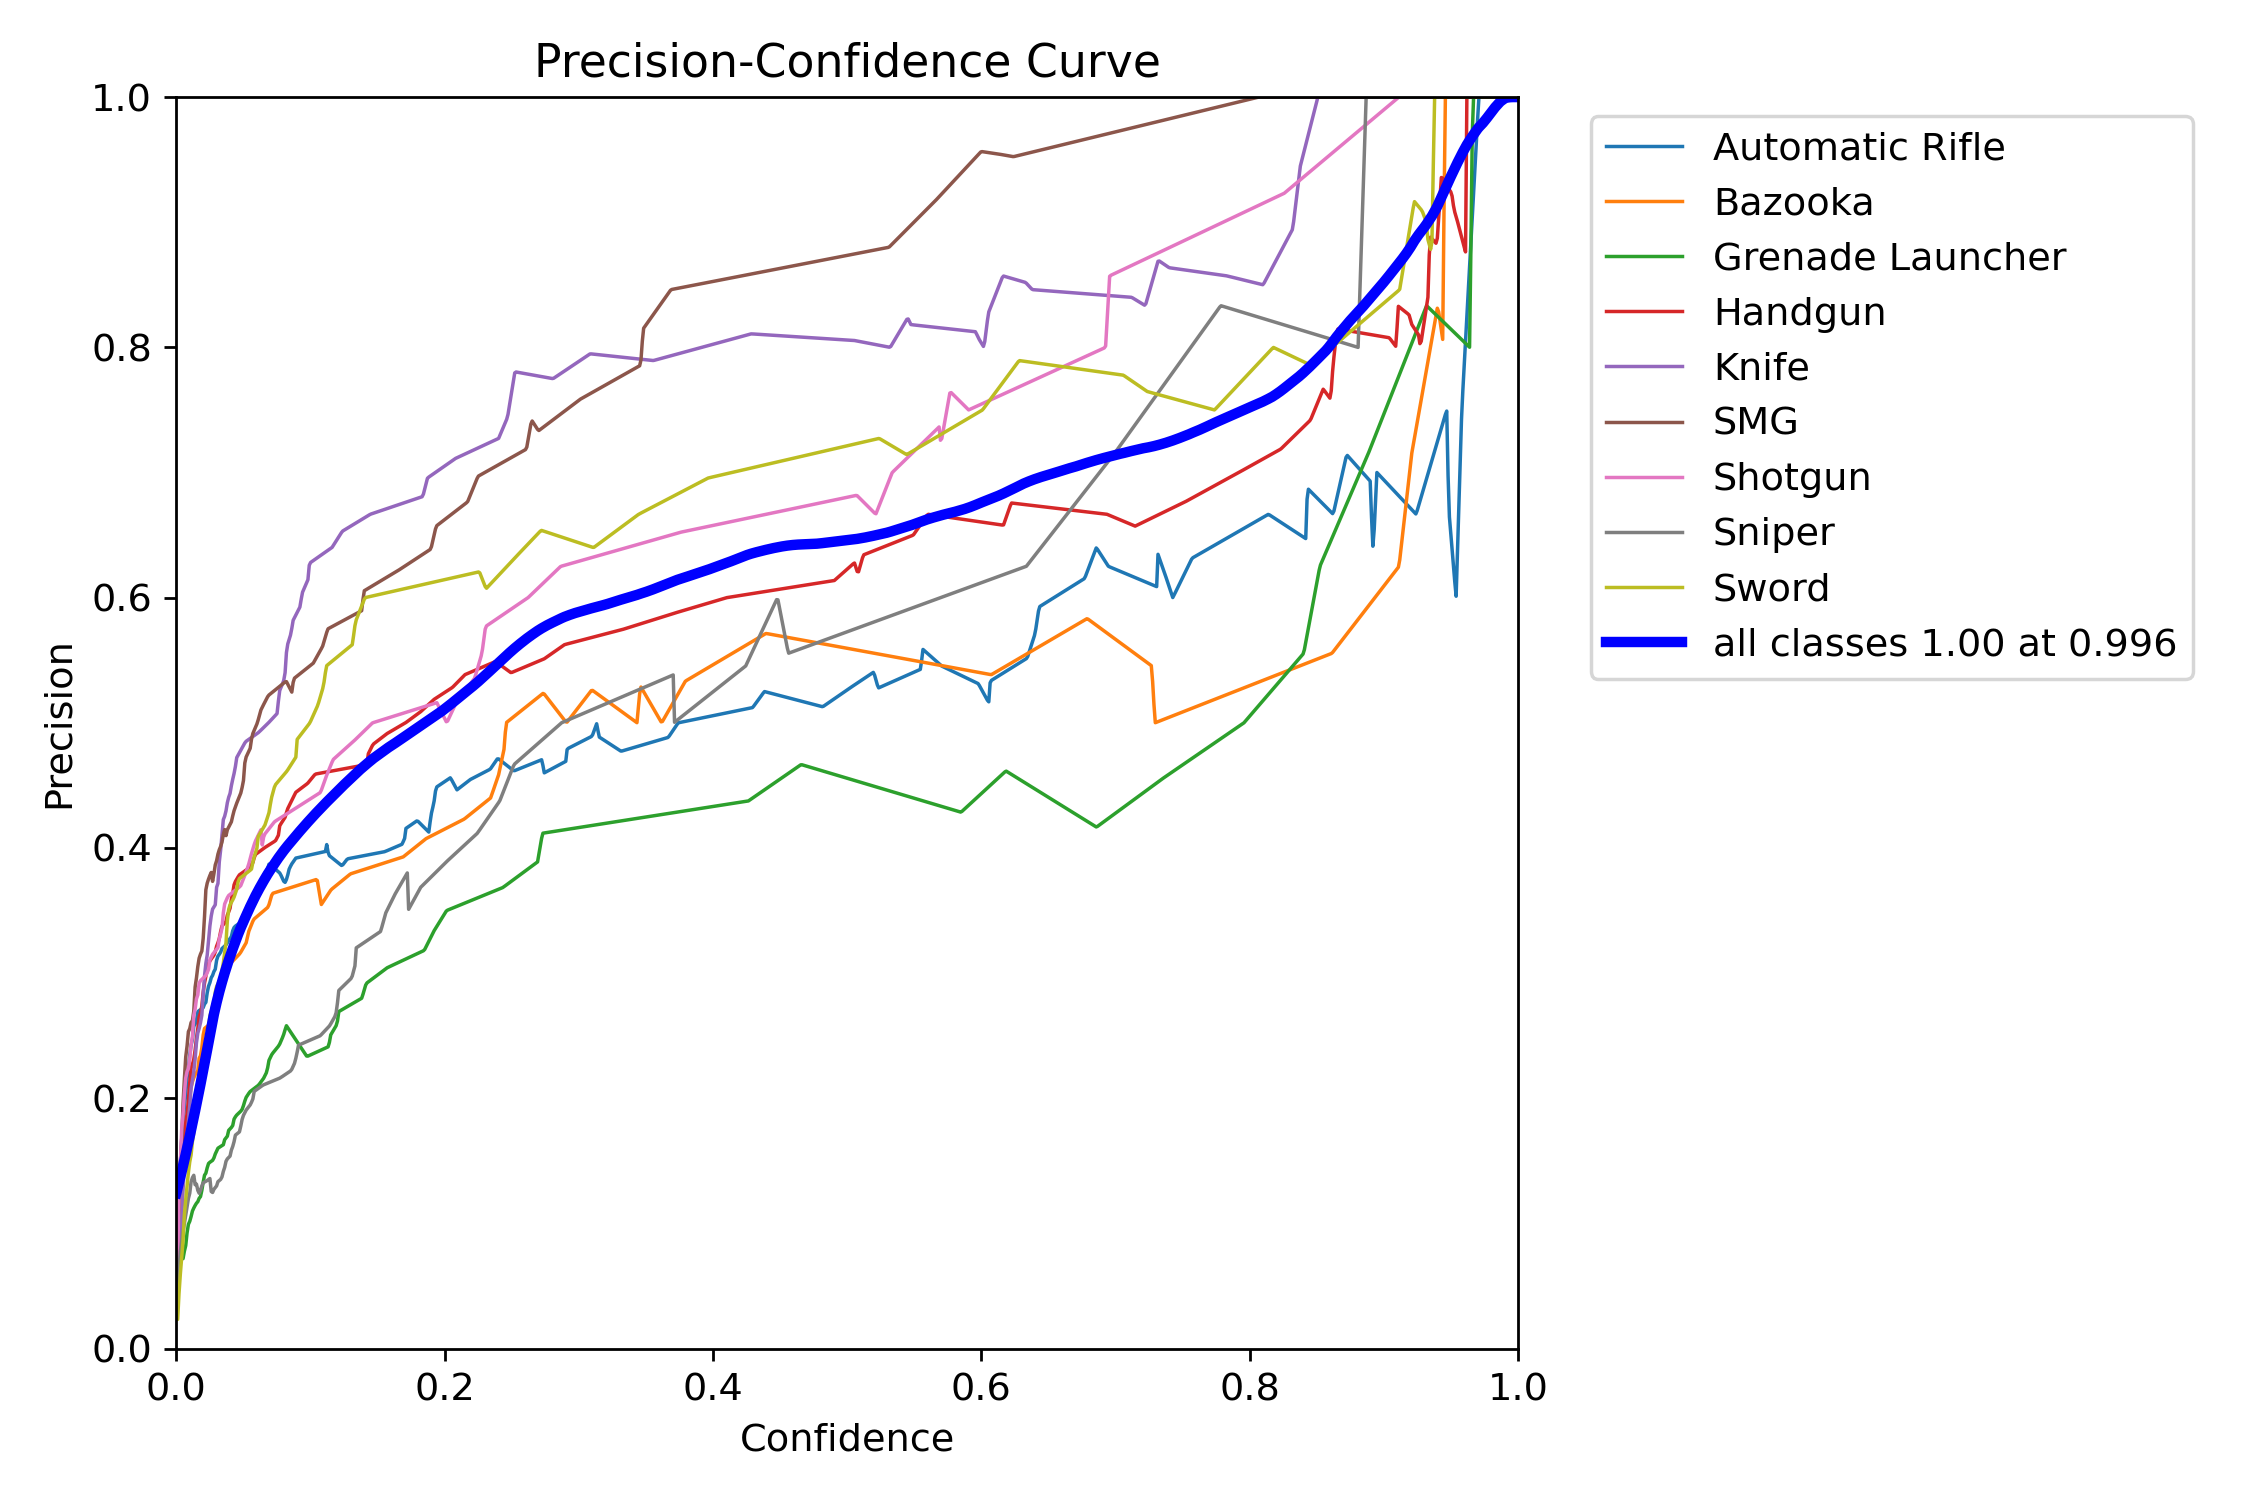 Precision-Confidence Curve
1.0
0.8
0.6
0.4
0.2
0.0
Precision
0.0 0.2 0.4 0.6 0.8 1.0
Confidence
Automatic Rifle
Bazooka
Grenade Launcher
Handgun
Knife
SMG
Shotgun
Sniper
Sword
all classes 1.00 at 0.996